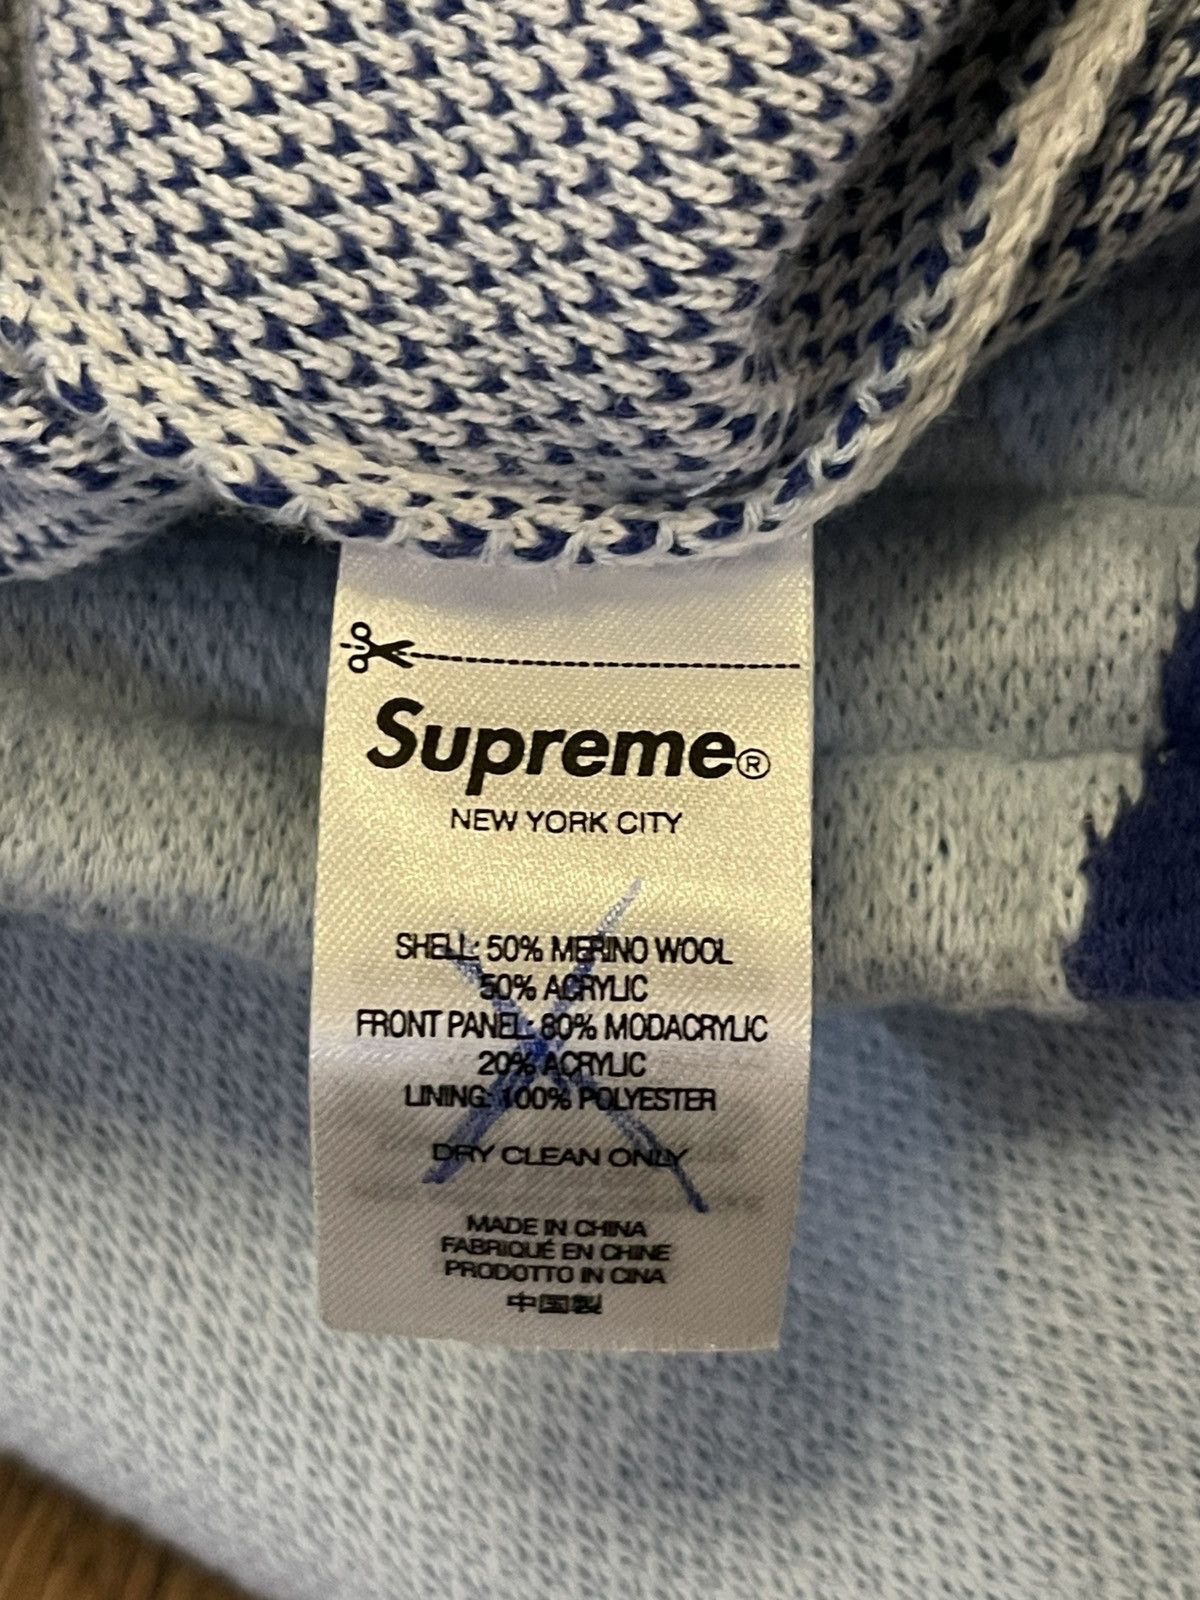 Supreme®
NEW YORK CITY
SHELL: 50% MERINO WOOL
50% ACRYLIC
FRONT PANEL: 80% MODACRYLIC
20% ACRYLIC
LINING: 100% POLYESTER
DRY CLEAN ONLY
MADE IN CHINA
FABRIQUÉ EN CHINE
PRODOTTO IN CINA
中国製